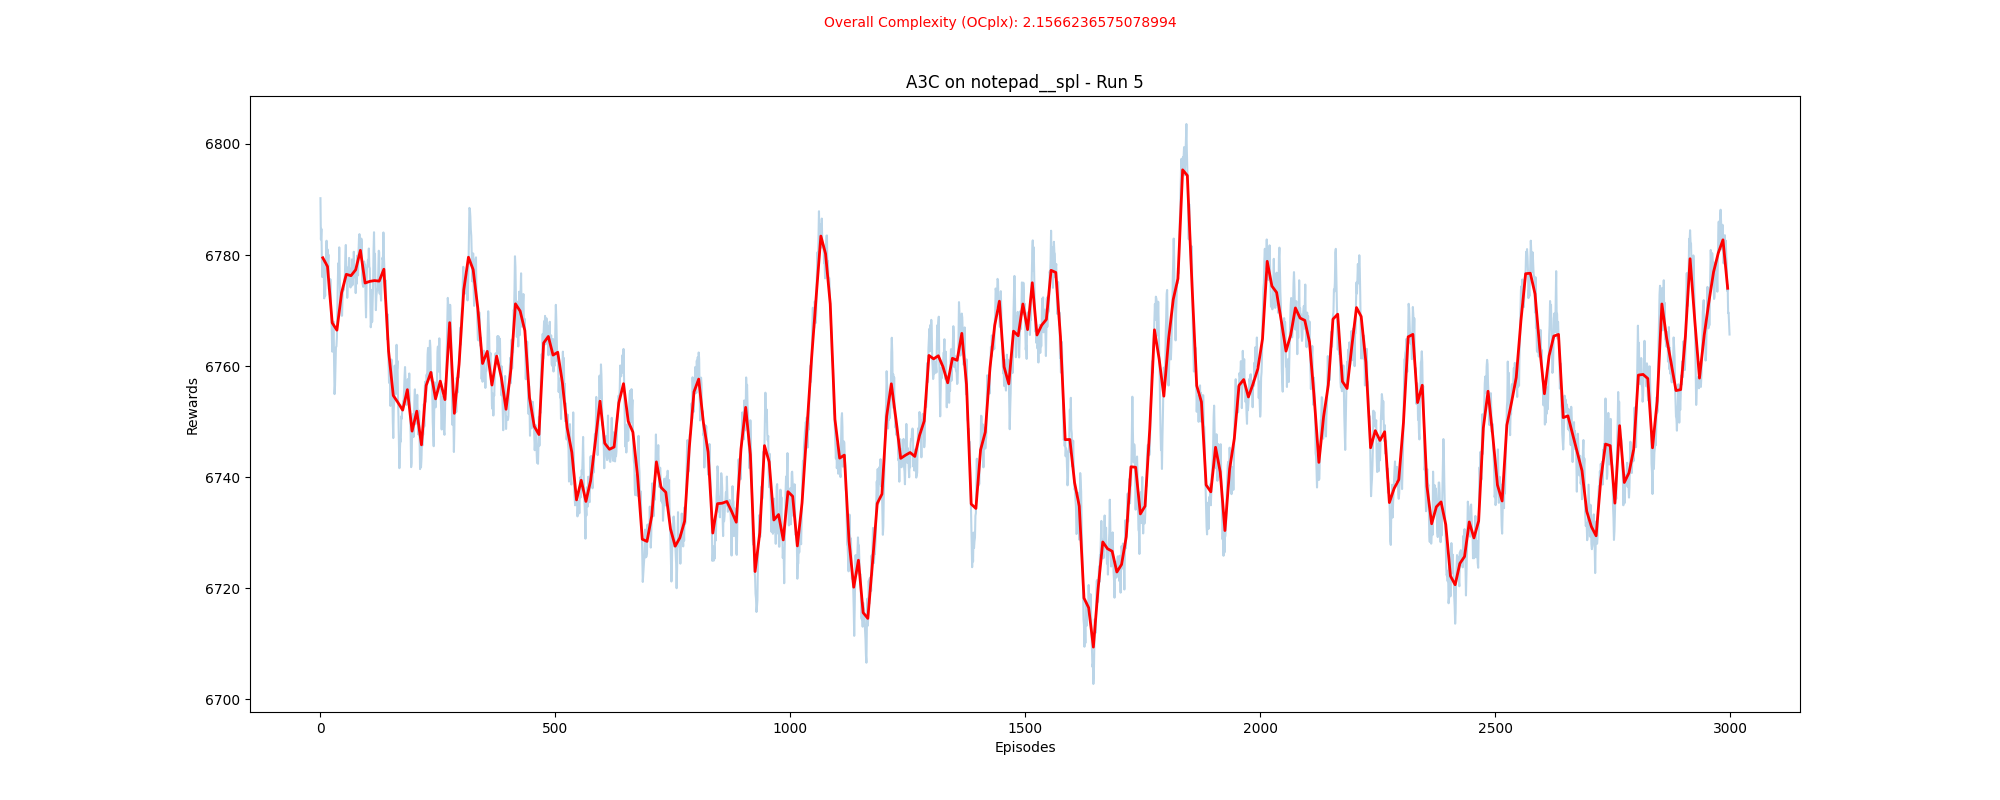 Overall Complexity (OCplx): 2.1566236575078994
A3C on notepad__spl - Run 5
Rewards
6800
6780
6760
6740
6720
6700
0 500 1000 1500 2000 2500 3000
Episodes